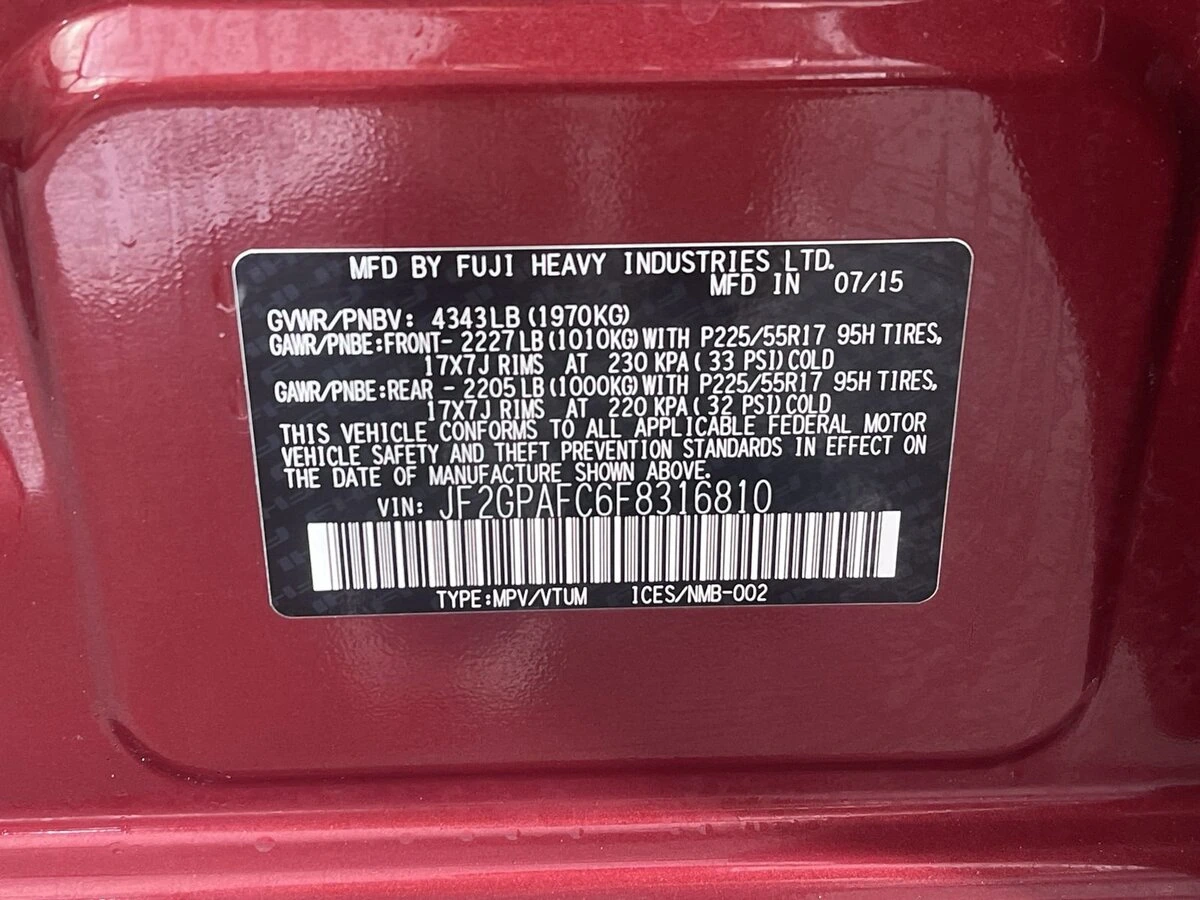 MFD BY FUJI HEAVY INDUSTRIES LTD.
MFD IN 07/15
GVWR/PNBV: 4343LB (1970KG)
GAWR/PNBE:FRONT- 2227LB (1010KG) WITH P225/55R17 95H TIRES,
17X7J RIMS AT 230 KPA ( 33 PSI) COLD
GAWR/PNBE:REAR - 2205LB (1000KG) WITH P225/55R17 95H TIRES,
17X7J RIMS AT 220 KPA ( 32 PSI) COLD
THIS VEHICLE CONFORMS TO ALL APPLICABLE FEDERAL MOTOR
VEHICLE SAFETY AND THEFT PREVENTION STANDARDS IN EFFECT ON
THE DATE OF MANUFACTURE SHOWN ABOVE.
VIN: JF2GPAFC6F8316810
TYPE:MPV/VTUM ICES/NMB-002